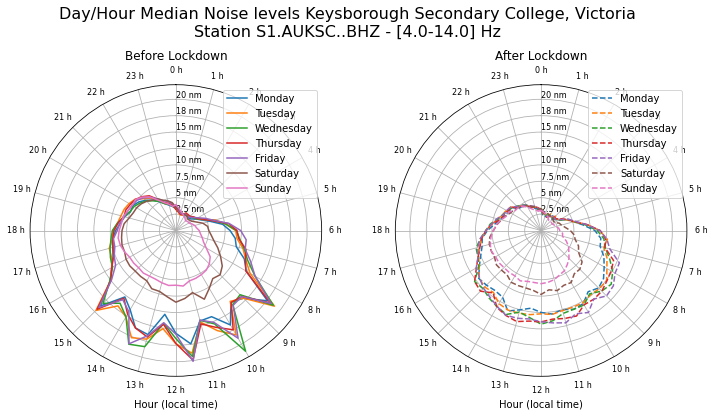 Day/Hour Median Noise levels Keysborough Secondary College, Victoria
Station S1.AUKSC..BHZ - [4.0-14.0] Hz
Before Lockdown
0 h
1 h
6 h
7 h
8 h
9 h
10 h
11 h
12 h
13 h
14 h
15 h
16 h
17 h
18 h
19 h
20 h
21 h
22 h
23 h
20 nm
18 nm
15 nm
12 nm
10 nm
7.5 nm
5 nm
2.5 nm
Monday
Tuesday
Wednesday
Thursday
Friday
Saturday
Sunday
4 h
5 h
Hour (local time)
After Lockdown
0 h
1 h
6 h
7 h
8 h
9 h
10 h
11 h
12 h
13 h
14 h
15 h
16 h
17 h
18 h
19 h
20 h
21 h
22 h
23 h
20 nm
18 nm
15 nm
12 nm
10 nm
7.5 nm
5 nm
2.5 nm
Monday
Tuesday
Wednesday
Thursday
Friday
Saturday
Sunday
4 h
5 h
Hour (local time)